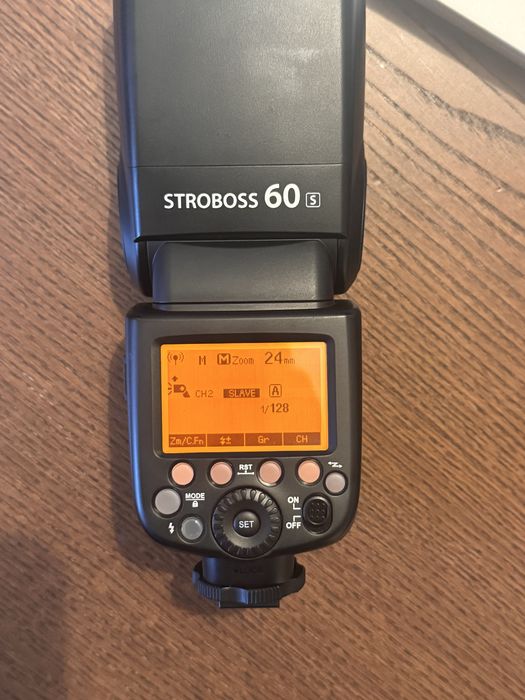 STROBOSS 60 S
M M Zoom 24mm
CH2 SLAVE A
1/128
Zm/C.Fn Gr CH
RST
MODE
ON
SET
OFF